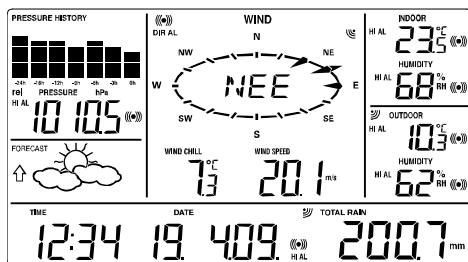 PRESSURE HISTORY
-24h -18h -12h -9h -6h -3h 0h
rel PRESSURE hPa
HI AL
1010.5
FORECAST
WIND
DIR AL
N
NW NE
W NEE E
SW SE
S
WIND CHILL WIND SPEED
7.3 °C 20.1 m/s
INDOOR
HI AL 23.5 °C
HUMIDITY
HI AL 68 % RH
OUTDOOR
HI AL 10.3 °C
HUMIDITY
HI AL 62 % RH
TIME DATE TOTAL RAIN
12:34 19. 4.09. HI AL 200.7 mm